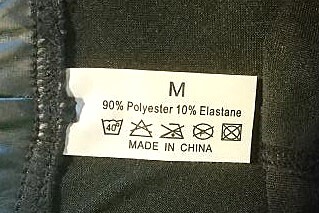 M
90% Polyester 10% Elastane
40°
MADE IN CHINA